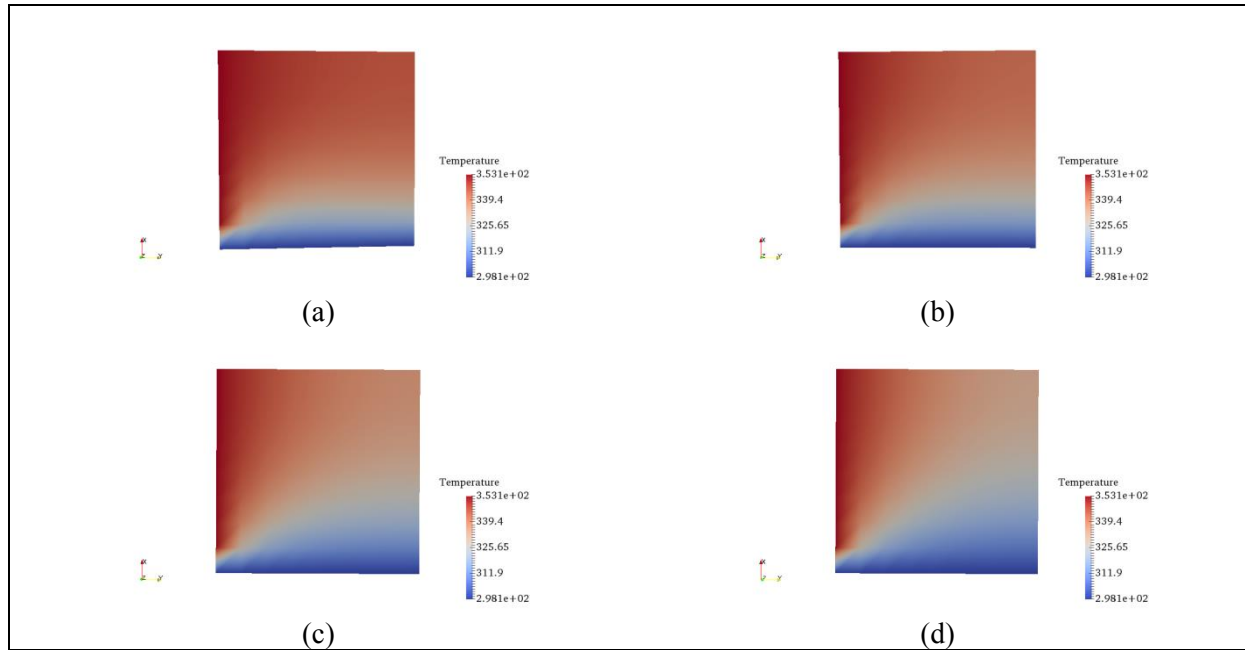 Temperature
3.531e+02
339.4
325.65
311.9
2.981e+02
X
Z Y
(a)
Temperature
3.531e+02
339.4
325.65
311.9
2.981e+02
X
Z Y
(b)
Temperature
3.531e+02
339.4
325.65
311.9
2.981e+02
X
Z Y
(c)
Temperature
3.531e+02
339.4
325.65
311.9
2.981e+02
X
Z Y
(d)